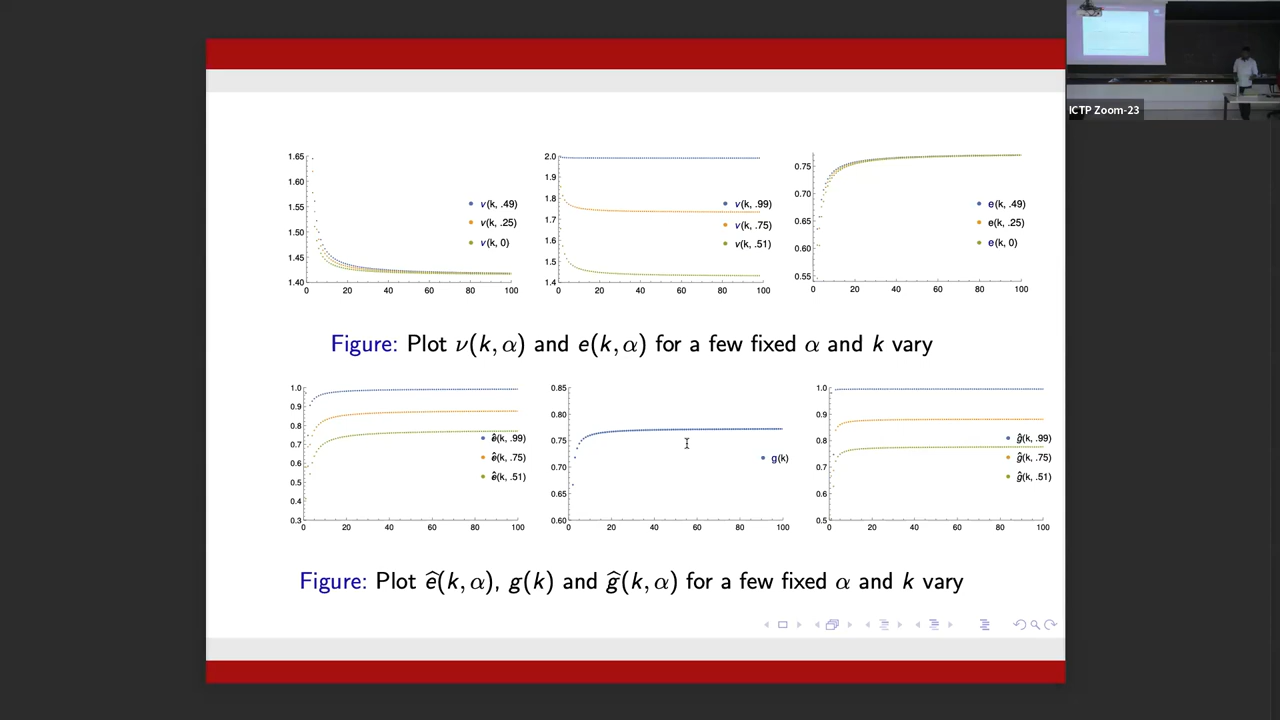 ICTP Zoom-23
1.65
1.60
1.55
1.50
1.45
1.40
0 20 40 60 80 100
ν(k, .49)
ν(k, .25)
ν(k, 0)
2.0
1.9
1.8
1.7
1.6
1.5
1.4
0 20 40 60 80 100
ν(k, .99)
ν(k, .75)
ν(k, .51)
0.75
0.70
0.65
0.60
0.55
0 20 40 60 80 100
e(k, .49)
e(k, .25)
e(k, 0)
Figure: Plot ν(k, α) and e(k, α) for a few fixed α and k vary
1.0
0.9
0.8
0.7
0.6
0.5
0.4
0.3
0 20 40 60 80 100
ê(k, .99)
ê(k, .75)
ê(k, .51)
0.85
0.80
0.75
0.70
0.65
0.60
0 20 40 60 80 100
g(k)
1.0
0.9
0.8
0.7
0.6
0.5
0 20 40 60 80 100
ĝ(k, .99)
ĝ(k, .75)
ĝ(k, .51)
Figure: Plot ê(k, α), g(k) and ĝ(k, α) for a few fixed α and k vary